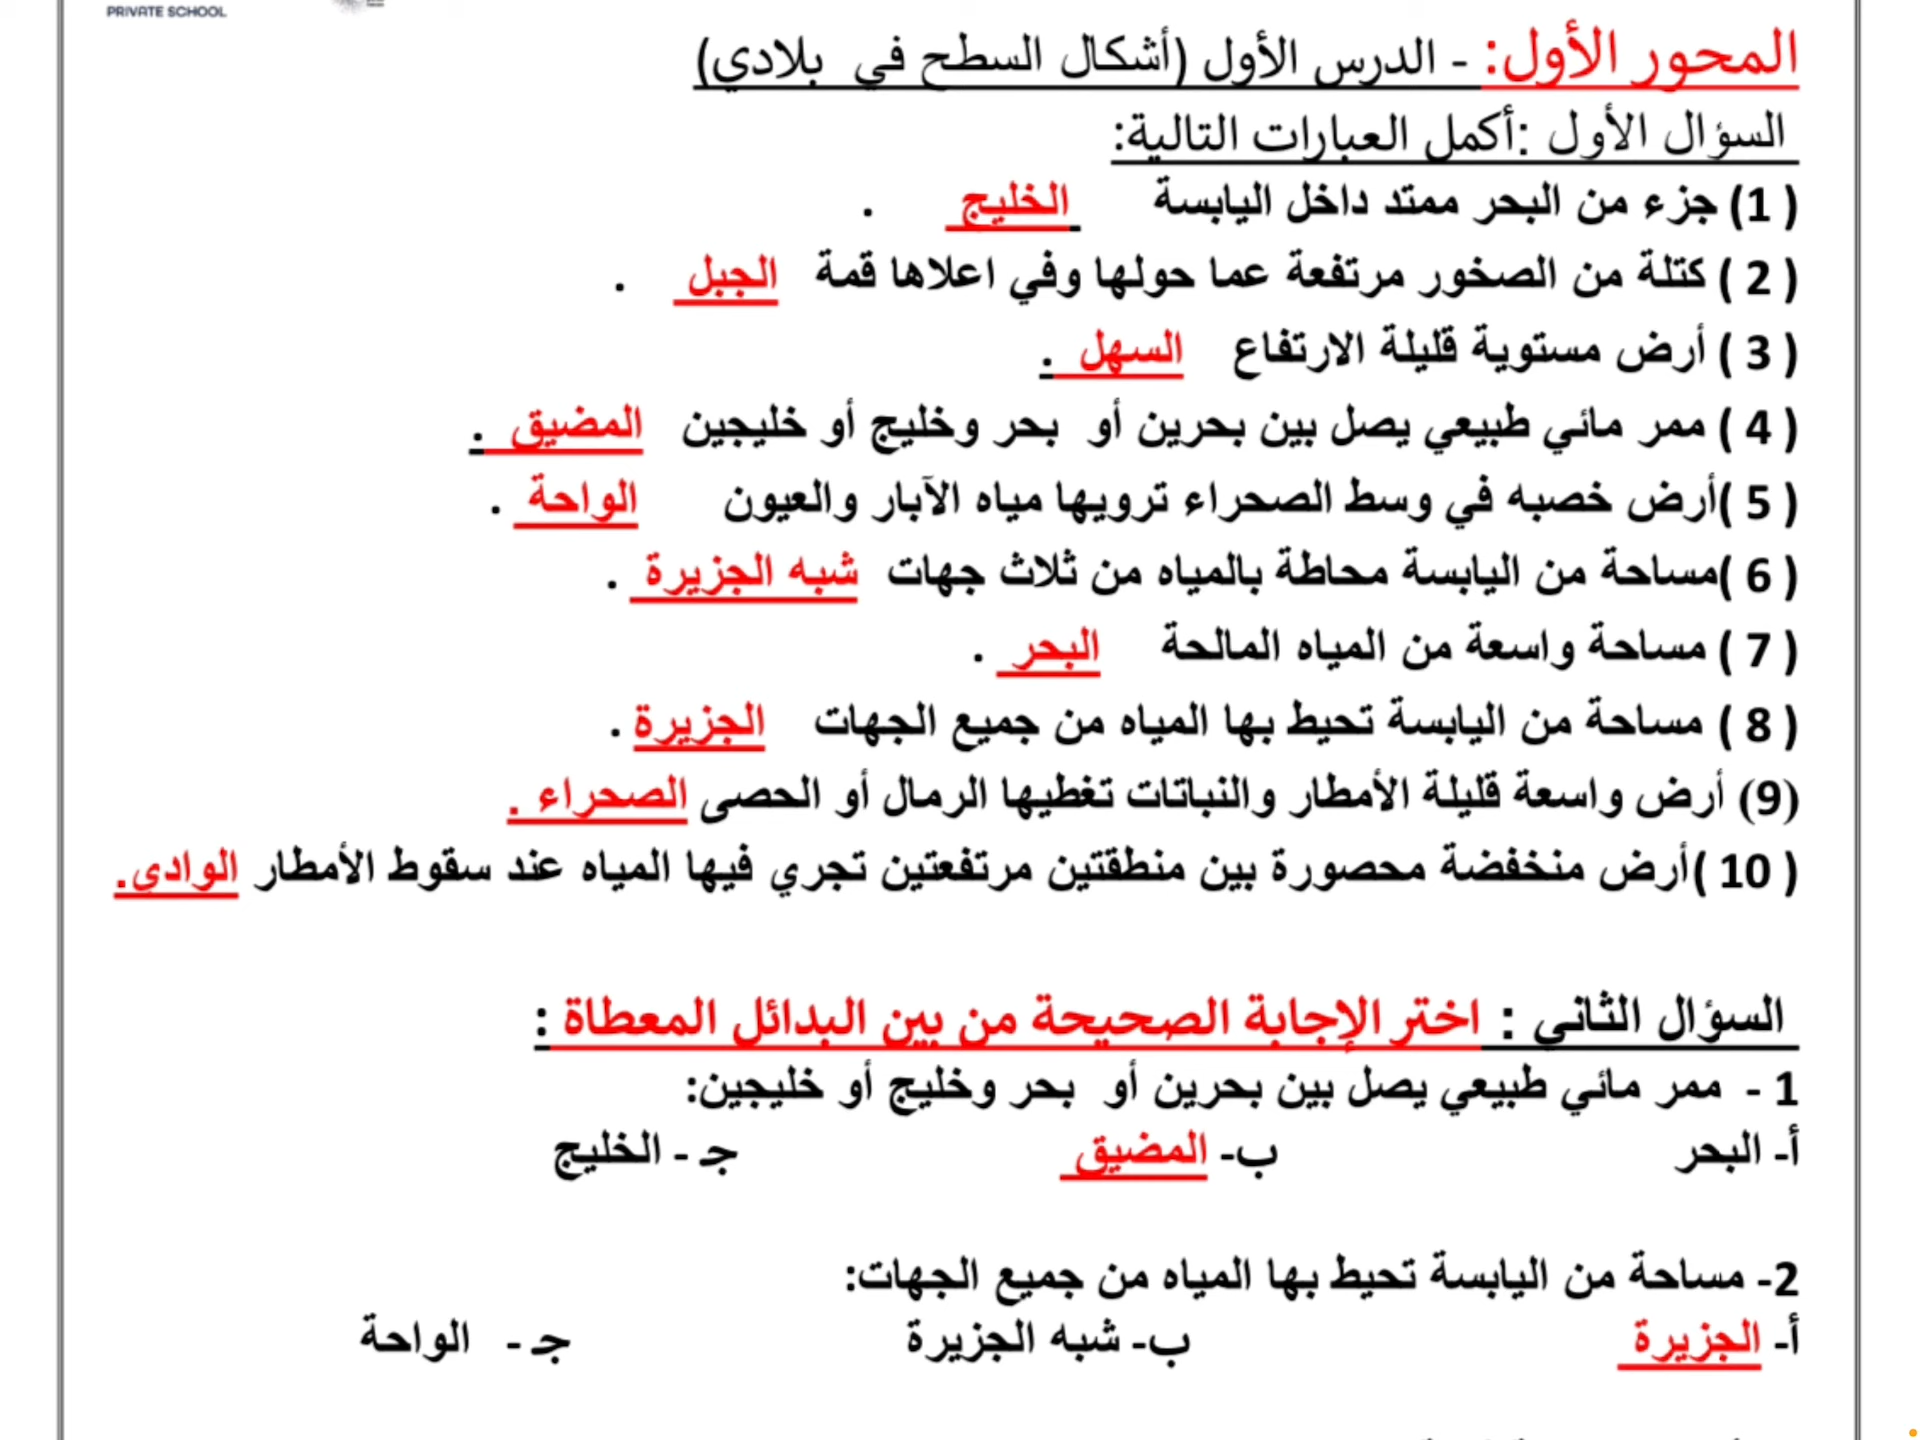 PRIVATE SCHOOL
المحور الأول: - الدرس الأول (أشكال السطح في بلادي)
السؤال الأول :أكمل العبارات التالية:
( 1) جزء من البحر ممتد داخل اليابسة الخليج .
( 2 ) كتلة من الصخور مرتفعة عما حولها وفي اعلاها قمة الجبل .
( 3 ) أرض مستوية قليلة الارتفاع السهل .
( 4 ) ممر مائي طبيعي يصل بين بحرين أو بحر وخليج أو خليجين المضيق .
( 5 )أرض خصبه في وسط الصحراء ترويها مياه الآبار والعيون الواحة .
( 6 )مساحة من اليابسة محاطة بالمياه من ثلاث جهات شبه الجزيرة .
( 7 ) مساحة واسعة من المياه المالحة البحر .
( 8 ) مساحة من اليابسة تحيط بها المياه من جميع الجهات الجزيرة .
(9) أرض واسعة قليلة الأمطار والنباتات تغطيها الرمال أو الحصى الصحراء .
( 10 )أرض منخفضة محصورة بين منطقتين مرتفعتين تجري فيها المياه عند سقوط الأمطار الوادى.
السؤال الثاني : اختر الإجابة الصحيحة من بين البدائل المعطاة :
1 - ممر مائي طبيعي يصل بين بحرين أو بحر وخليج أو خليجين:
أ- البحر ب- المضيق جـ - الخليج
2- مساحة من اليابسة تحيط بها المياه من جميع الجهات:
أ- الجزيرة ب- شبه الجزيرة جـ - الواحة